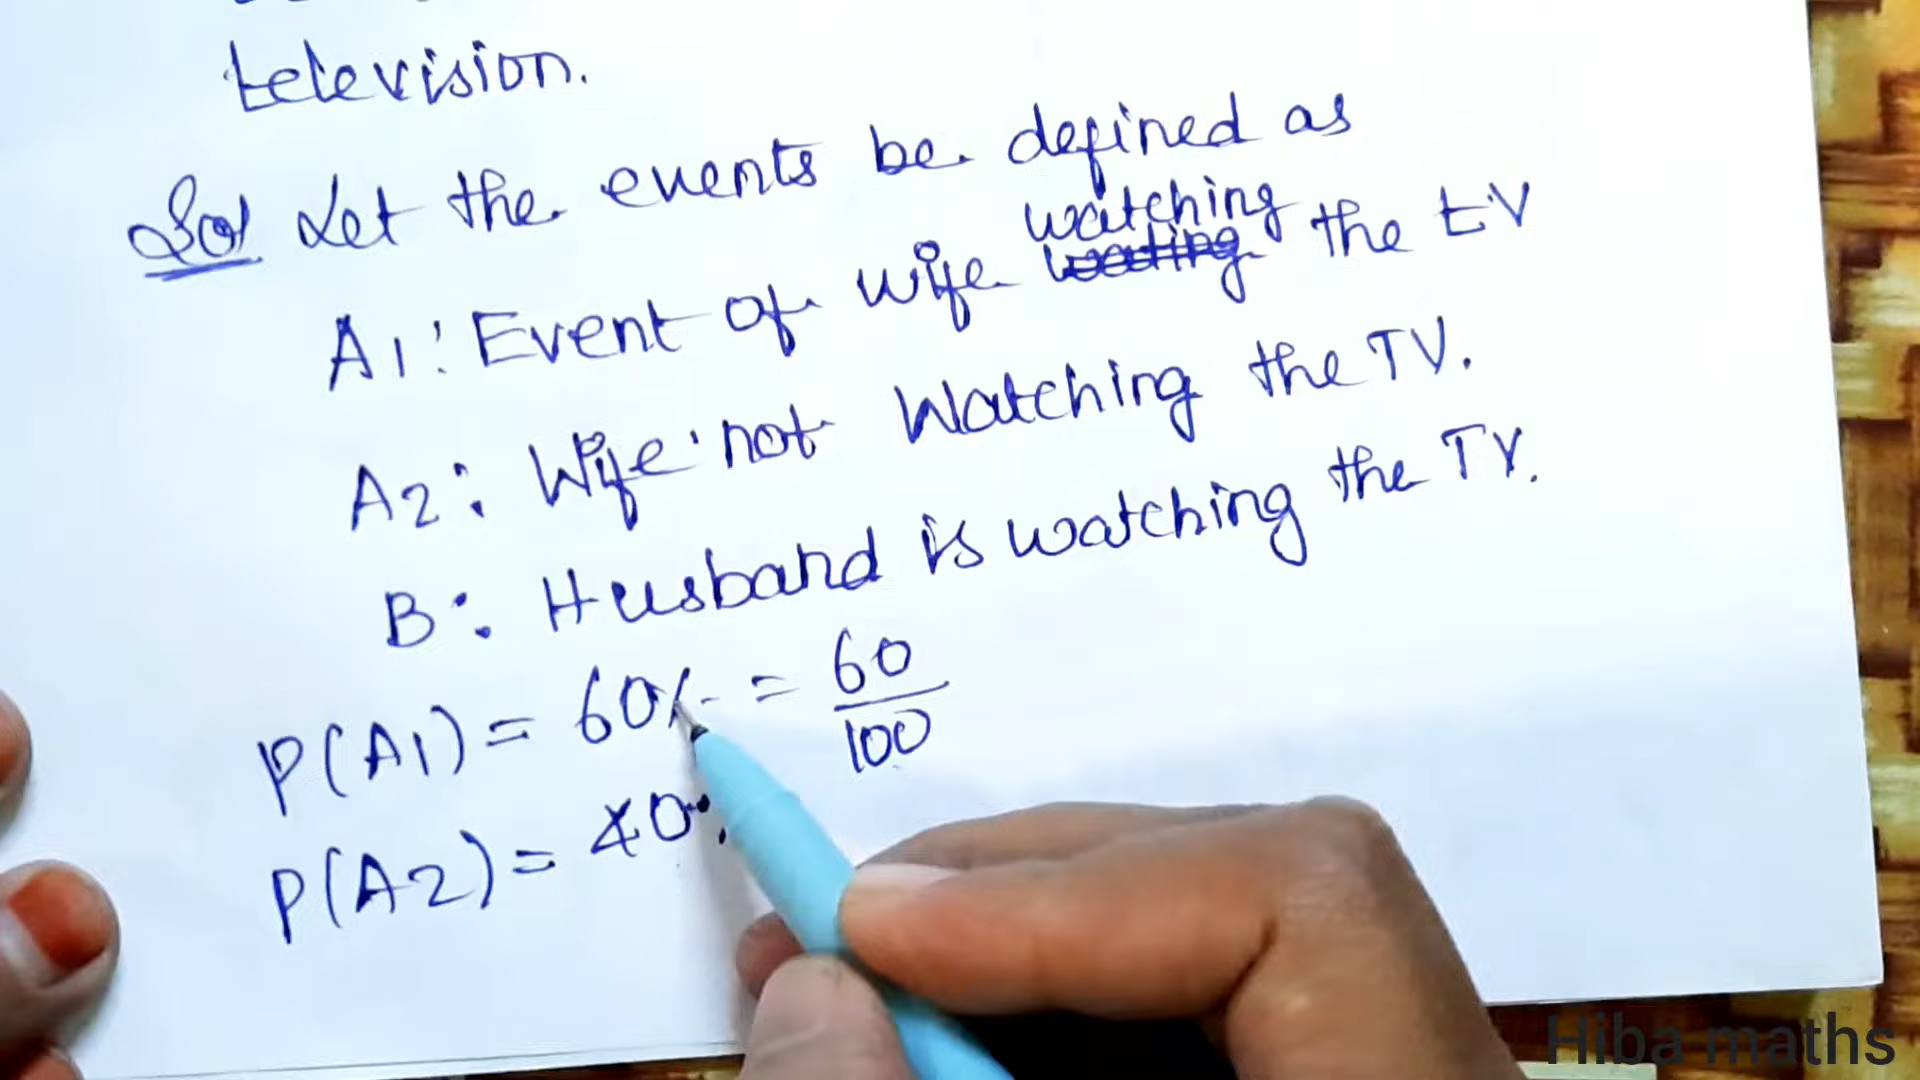 television.
Sol Let the events be defined as
A1: Event of wife watching the tV
A2: Wife not Watching the TV.
B: Husband is watching the TV.
P(A1) = 60% = 60/100
P(A2) = 40%
Hiba maths